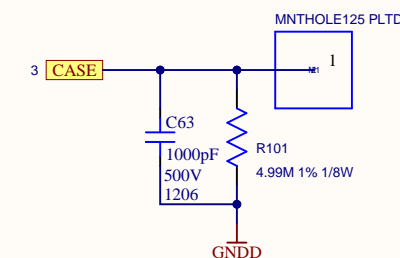 MNTHOLE125 PLTD
3 CASE
1
C63
1000pF
500V
1206
R101
4.99M 1% 1/8W
GNDD